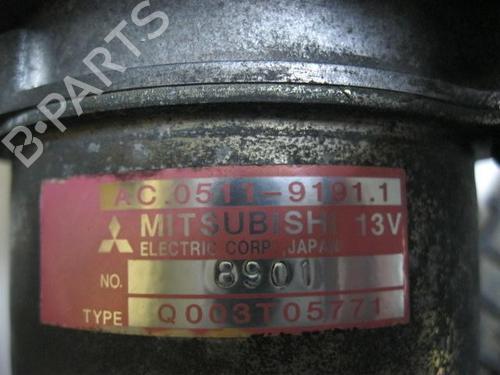 B-PARTS
AC.0511-9191.1
MITSUBISHI 13V
ELECTRIC CORP. JAPAN
NO. 8901
TYPE Q003T05771